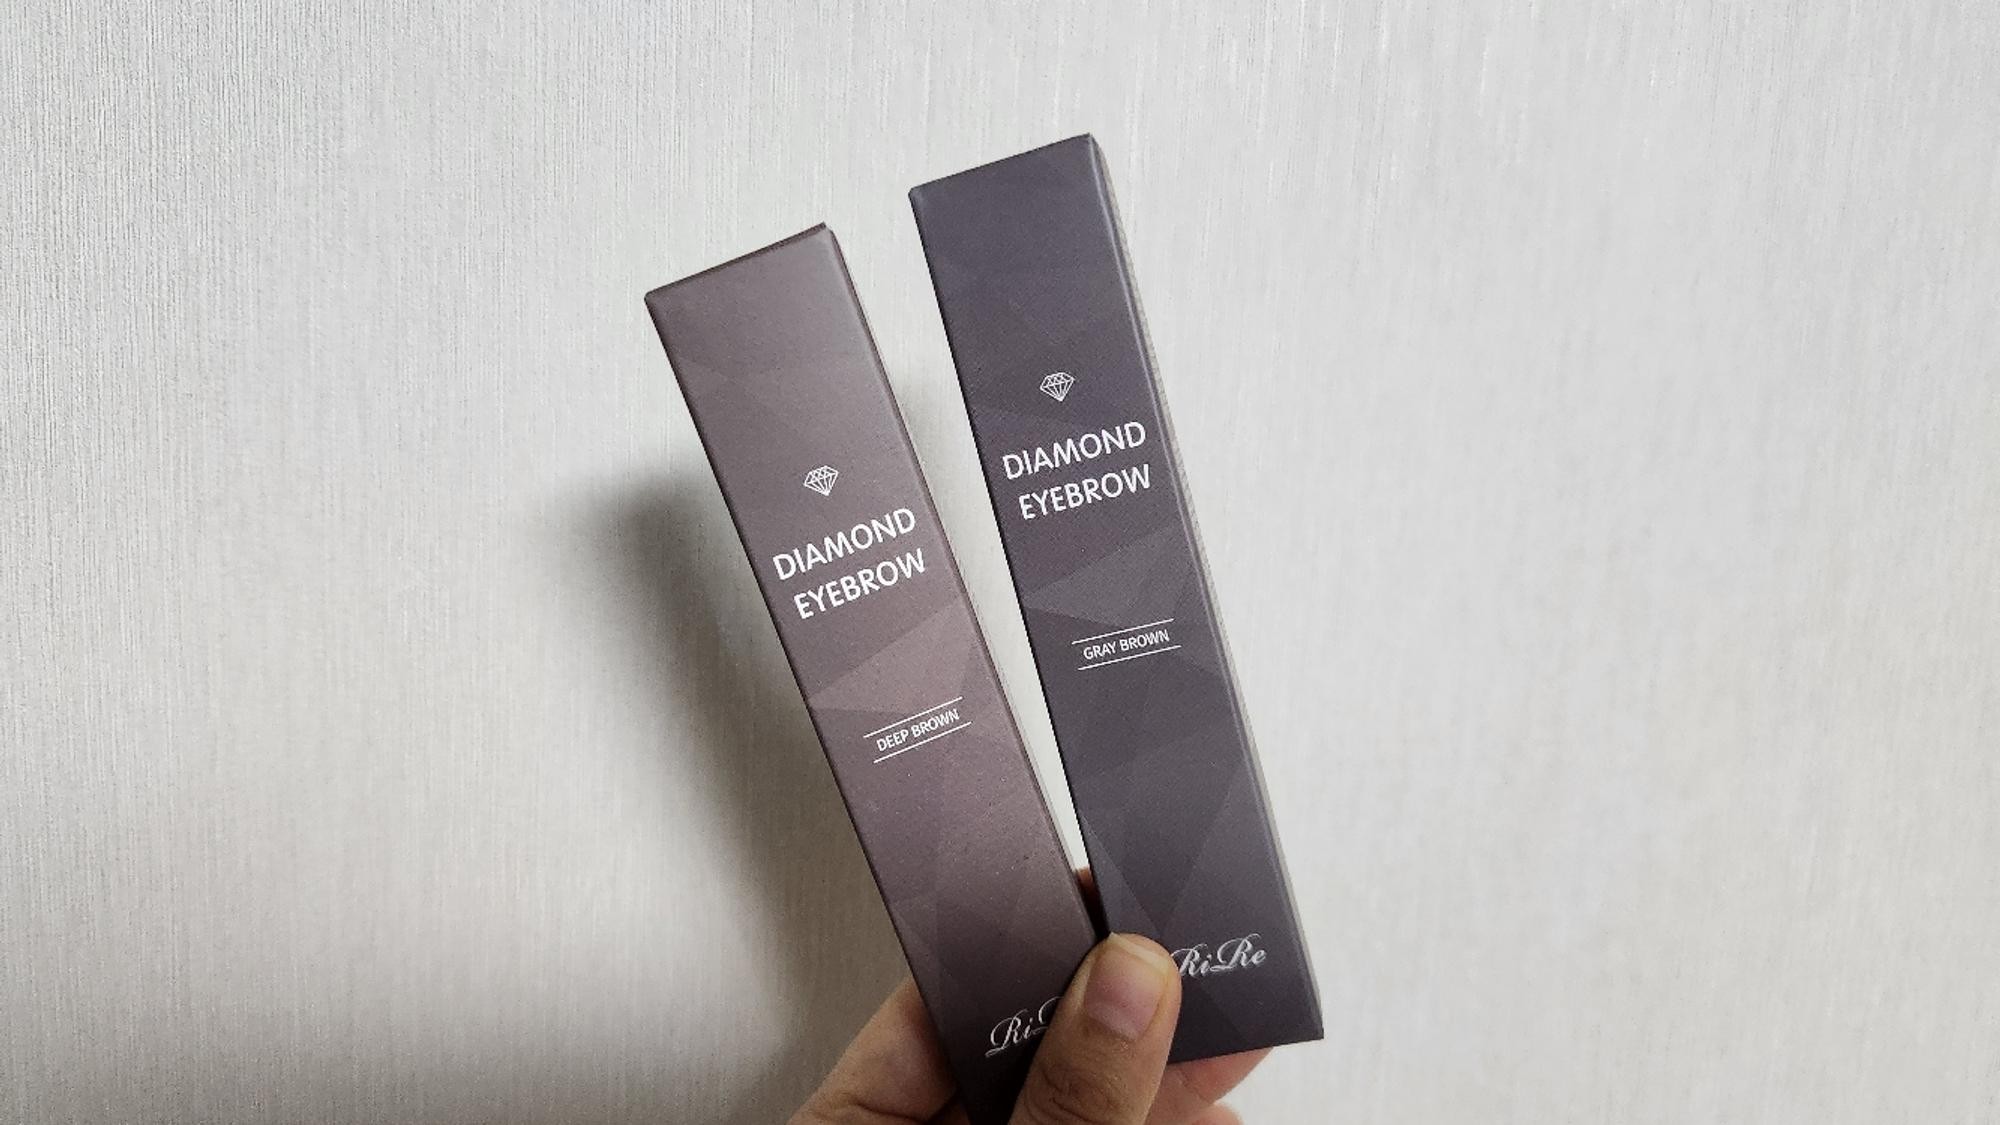 DIAMOND
EYEBROW
DEEP BROWN
DIAMOND
EYEBROW
GRAY BROWN
RiRe